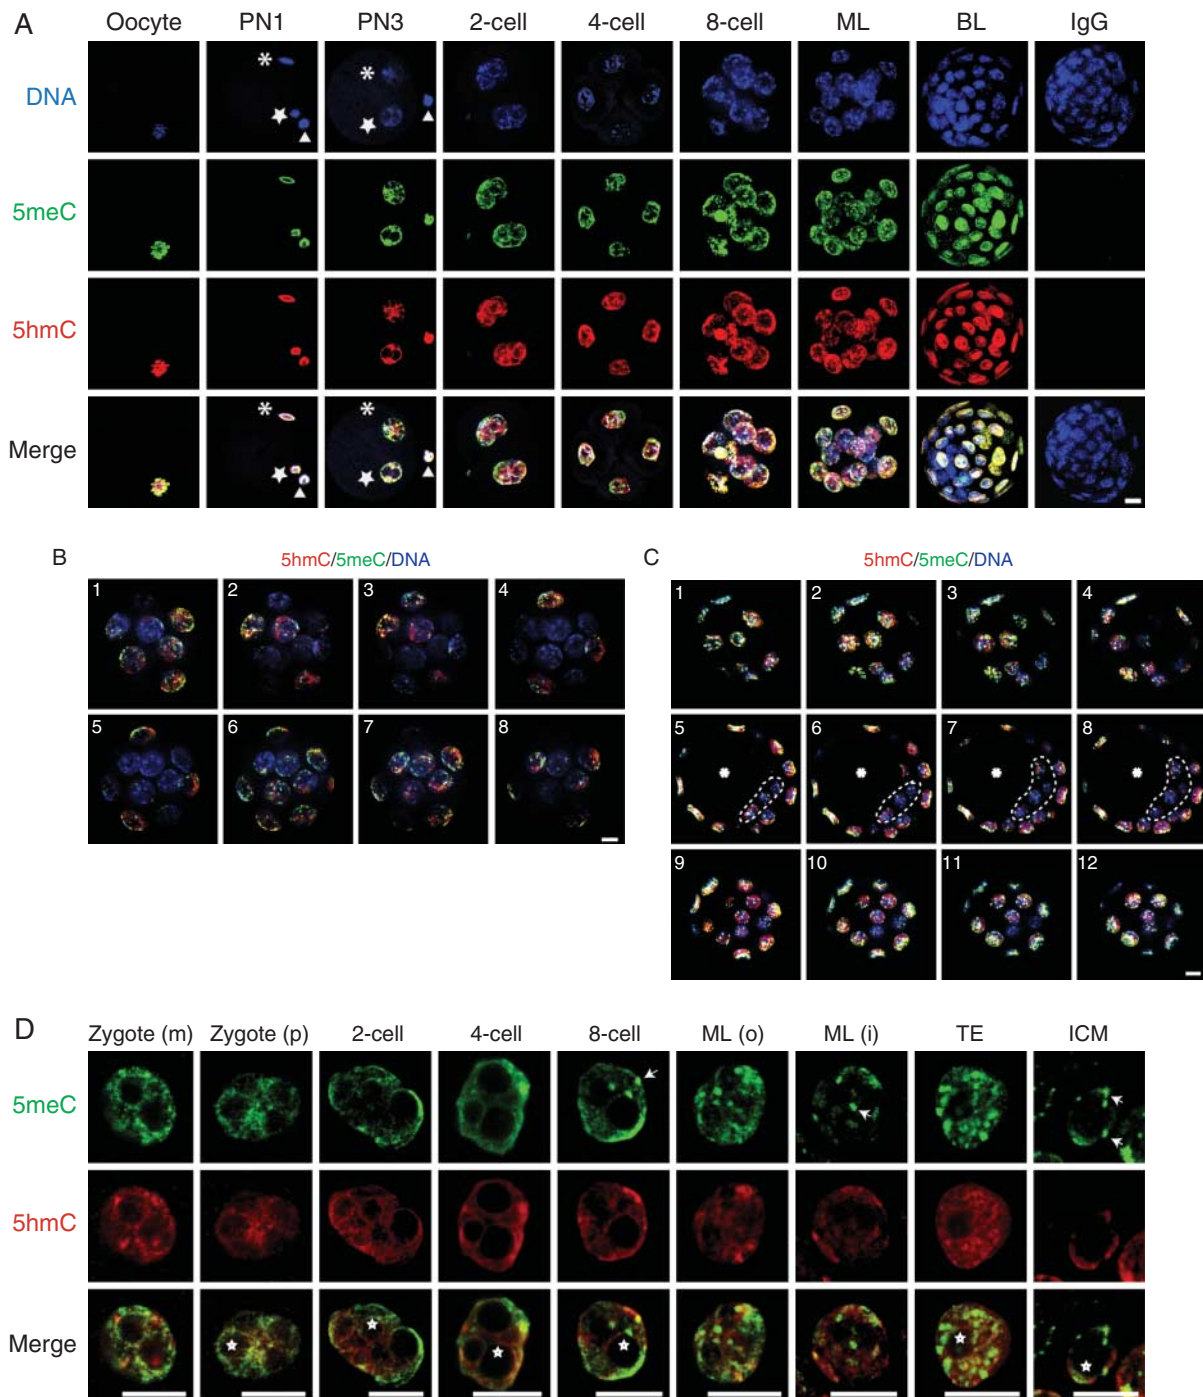 A
Oocyte PN1 PN3 2-cell 4-cell 8-cell ML BL IgG
DNA
5meC
5hmC
Merge
B
5hmC/5meC/DNA
1 2 3 4
5 6 7 8
C
5hmC/5meC/DNA
1 2 3 4
5 6 7 8
9 10 11 12
D
Zygote (m) Zygote (p) 2-cell 4-cell 8-cell ML (o) ML (i) TE ICM
5meC
5hmC
Merge